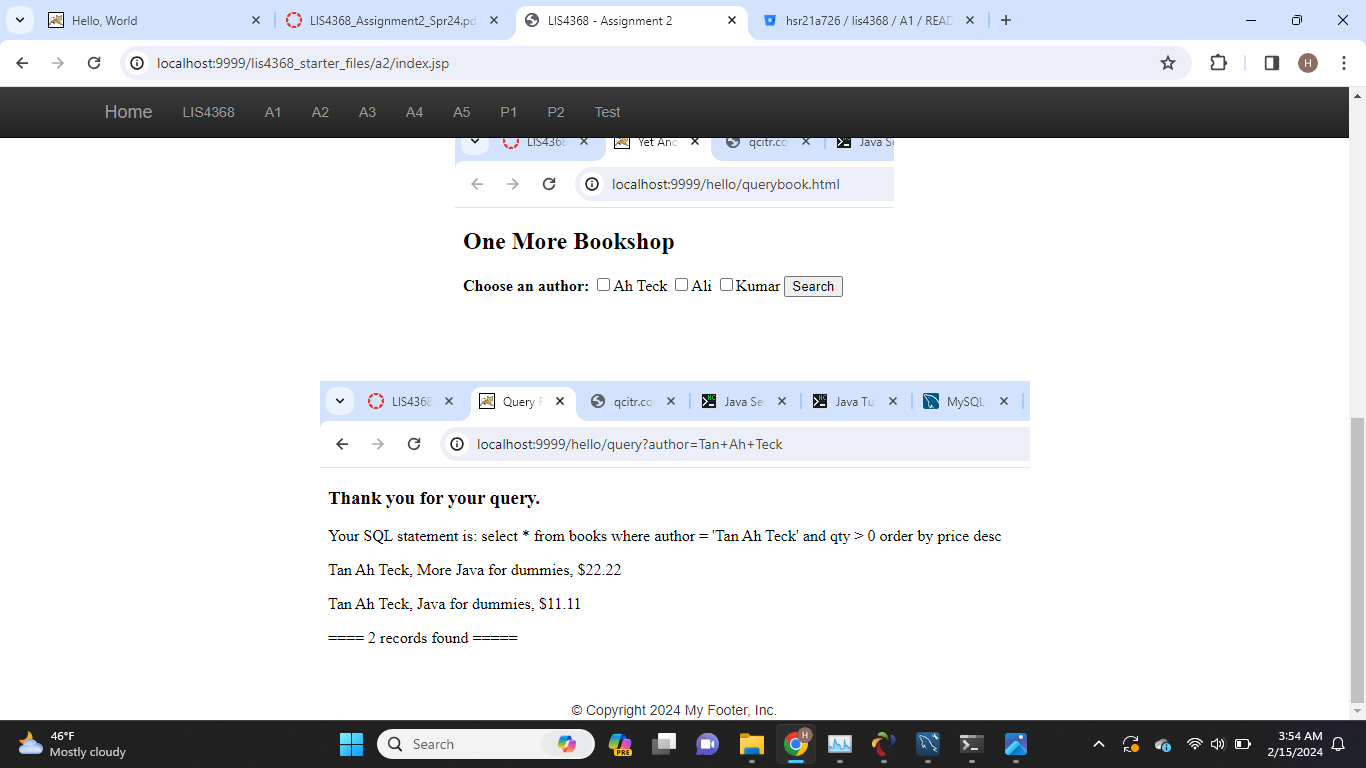 Hello, World
LIS4368_Assignment2_Spr24.pd
LIS4368 - Assignment 2
hsr21a726 / lis4368 / A1 / READ
localhost:9999/lis4368_starter_files/a2/index.jsp
H
Home LIS4368 A1 A2 A3 A4 A5 P1 P2 Test
LIS4368 Yet Ano qcitr.co Java Se
localhost:9999/hello/querybook.html
One More Bookshop
Choose an author: Ah Teck Ali Kumar Search
LIS4368 Query R qcitr.co Java Se Java Tu MySQL
localhost:9999/hello/query?author=Tan+Ah+Teck
Thank you for your query.
Your SQL statement is: select * from books where author = 'Tan Ah Teck' and qty > 0 order by price desc
Tan Ah Teck, More Java for dummies, $22.22
Tan Ah Teck, Java for dummies, $11.11
==== 2 records found =====
© Copyright 2024 My Footer, Inc.
46°F
Mostly cloudy
Search
PRE
H
3:54 AM
2/15/2024